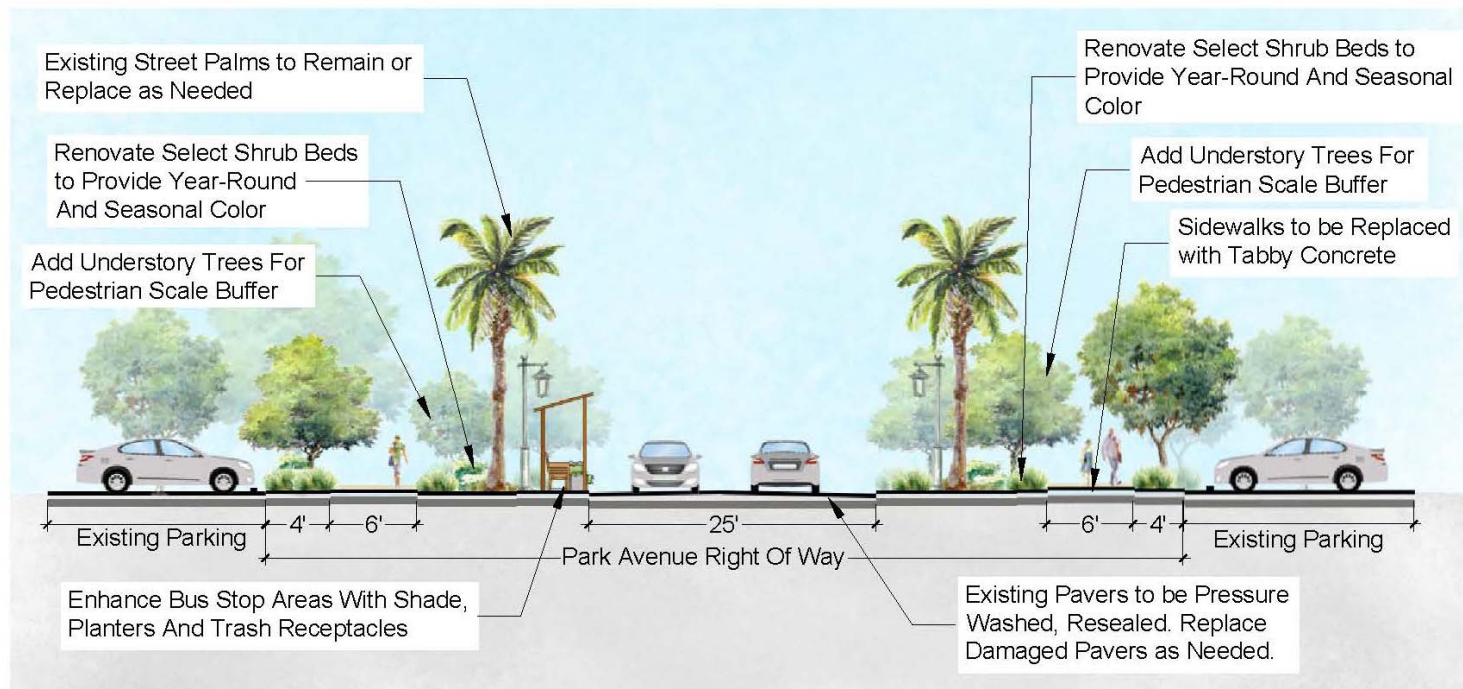 Existing Street Palms to Remain or
Replace as Needed
Renovate Select Shrub Beds
to Provide Year-Round
And Seasonal Color
Add Understory Trees For
Pedestrian Scale Buffer
Renovate Select Shrub Beds to
Provide Year-Round And Seasonal
Color
Add Understory Trees For
Pedestrian Scale Buffer
Sidewalks to be Replaced
with Tabby Concrete
4'
6'
25'
6'
4'
Existing Parking
Park Avenue Right Of Way
Existing Parking
Enhance Bus Stop Areas With Shade,
Planters And Trash Receptacles
Existing Pavers to be Pressure
Washed, Resealed. Replace
Damaged Pavers as Needed.